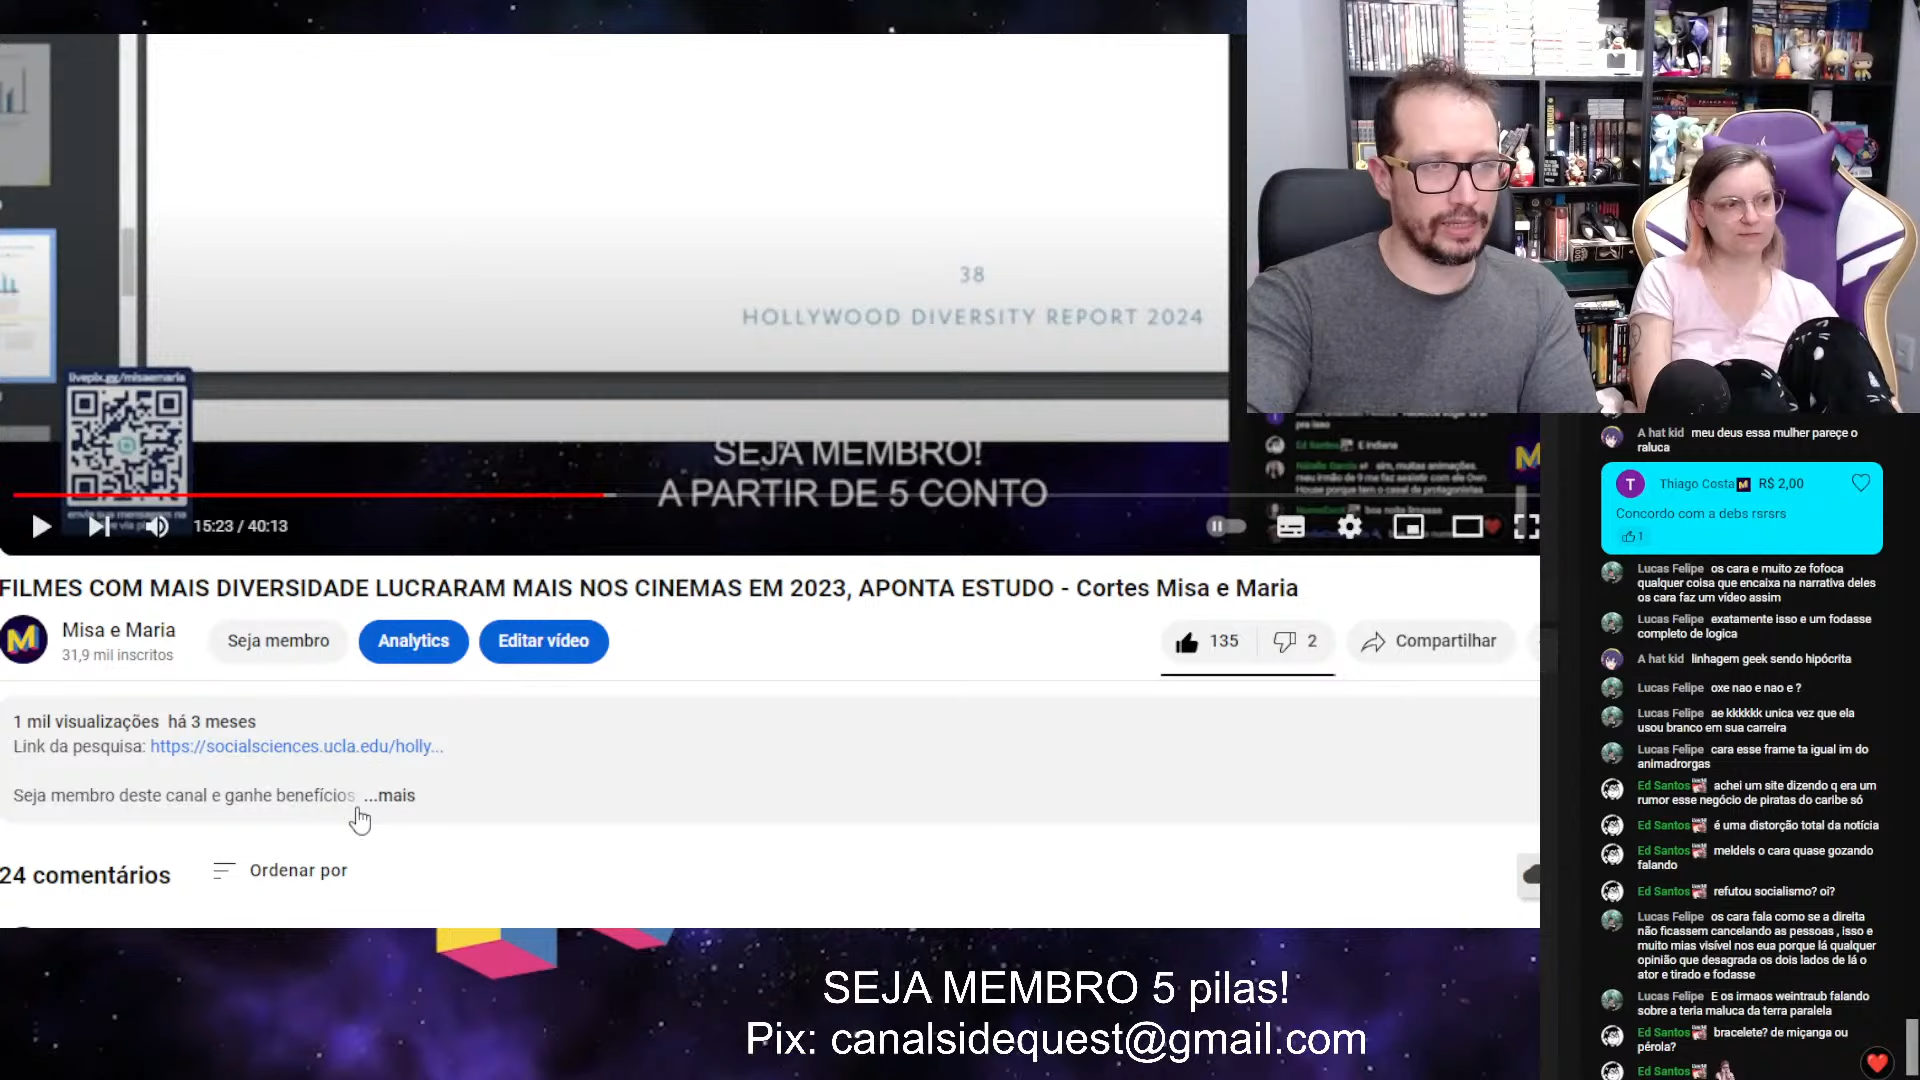 38
HOLLYWOOD DIVERSITY REPORT 2024
livepix.gg/misaemaria
SEJA MEMBRO!
A PARTIR DE 5 CONTO
15:23 / 40:13
FILMES COM MAIS DIVERSIDADE LUCRARAM MAIS NOS CINEMAS EM 2023, APONTA ESTUDO - Cortes Misa e Maria
Misa e Maria
31,9 mil inscritos
Seja membro
Analytics
Editar vídeo
135
2
Compartilhar
1 mil visualizações há 3 meses
Link da pesquisa: https://socialsciences.ucla.edu/holly...
Seja membro deste canal e ganhe benefícios ...mais
24 comentários
Ordenar por
SEJA MEMBRO 5 pilas!
Pix: canalsidequest@gmail.com
A hat kid meu deus essa mulher pareçe o
raluca
T Thiago Costa R$ 2,00
Concordo com a debs rsrsrs
1
Lucas Felipe os cara e muito ze fofoca
qualquer coisa que encaixa na narrativa deles
os cara faz um vídeo assim
Lucas Felipe exatamente isso e um fodasse
completo de logica
A hat kid linhagem geek sendo hipócrita
Lucas Felipe oxe nao e nao e ?
Lucas Felipe ae kkkkkk unica vez que ela
usou branco em sua carreira
Lucas Felipe cara esse frame ta igual im do
animadrorgas
Ed Santos achei um site dizendo q era um
rumor esse negócio de piratas do caribe só
Ed Santos é uma distorção total da notícia
Ed Santos meldels o cara quase gozando
falando
Ed Santos refutou socialismo? oi?
Lucas Felipe os cara fala como se a direita
não ficassem cancelando as pessoas , isso e
muito mias visível nos eua porque lá qualquer
opinião que desagrada os dois lados de lá o
ator e tirado e fodasse
Lucas Felipe E os irmaos weintraub falando
sobre a teria maluca da terra paralela
Ed Santos bracelete? de miçanga ou
pérola?
Ed Santos